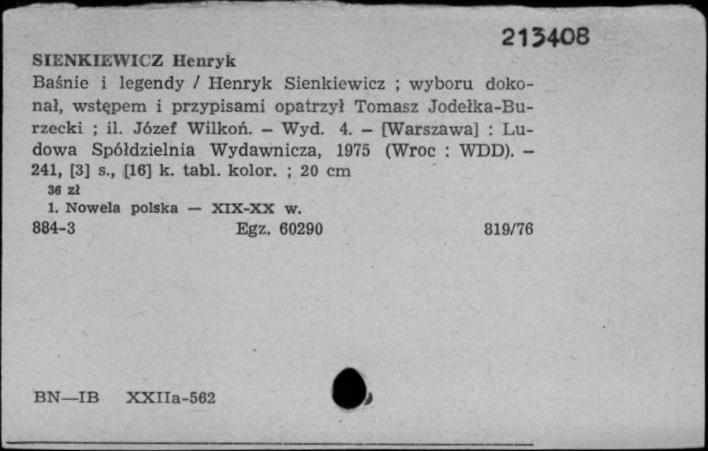 213408
SIENKIEWICZ Henryk
Baśnie i legendy / Henryk Sienkiewicz ; wyboru doko-
nał, wstępem i przypisami opatrzył Tomasz Jodełka-Bu-
rzecki ; il. Józef Wilkoń. – Wyd. 4. – [Warszawa] : Lu-
dowa Spółdzielnia Wydawnicza, 1975 (Wroc : WDD). –
241, [3] s., [16] k. tabl. kolor. ; 20 cm
36 zł
1. Nowela polska — XIX-XX w.
884-3 Egz. 60290 819/76
BN—IB XXIIa-562